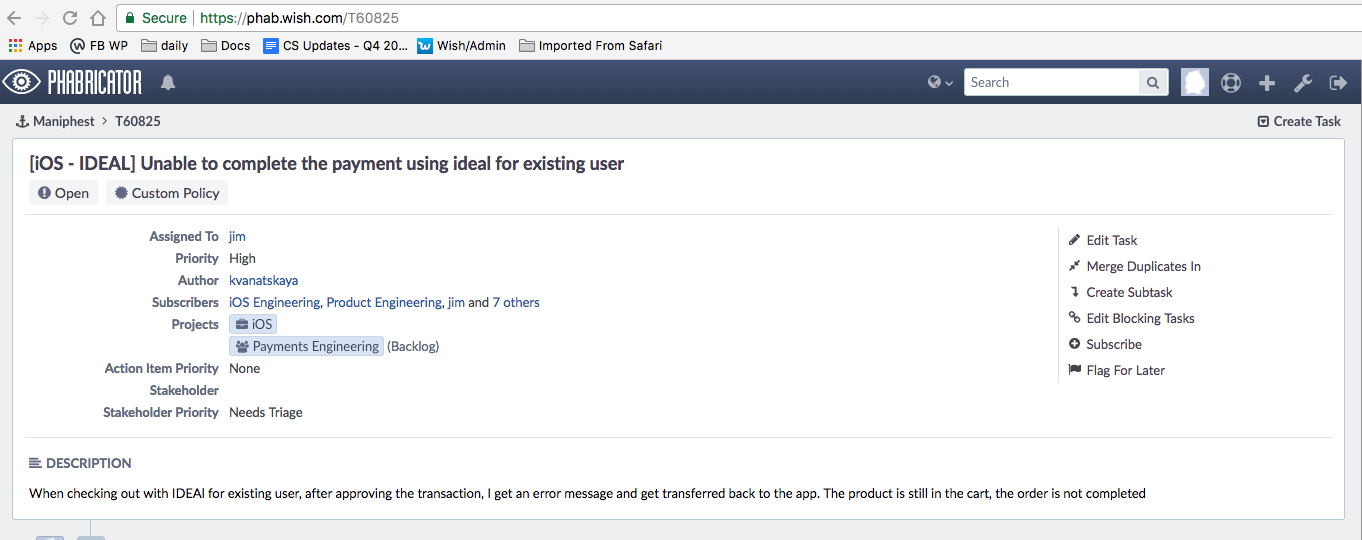 Secure https://phab.wish.com/T60825
Apps FB WP daily Docs CS Updates - Q4 20... Wish/Admin Imported From Safari
PHABRICATOR Search
Maniphest > T60825 Create Task
[iOS - IDEAL] Unable to complete the payment using ideal for existing user
Open Custom Policy
Assigned To jim
Priority High
Author kvanatskaya
Subscribers iOS Engineering, Product Engineering, jim and 7 others
Projects iOS
Payments Engineering (Backlog)
Action Item Priority None
Stakeholder
Stakeholder Priority Needs Triage
Edit Task
Merge Duplicates In
Create Subtask
Edit Blocking Tasks
Subscribe
Flag For Later
DESCRIPTION
When checking out with IDEAl for existing user, after approving the transaction, I get an error message and get transferred back to the app. The product is still in the cart, the order is not completed